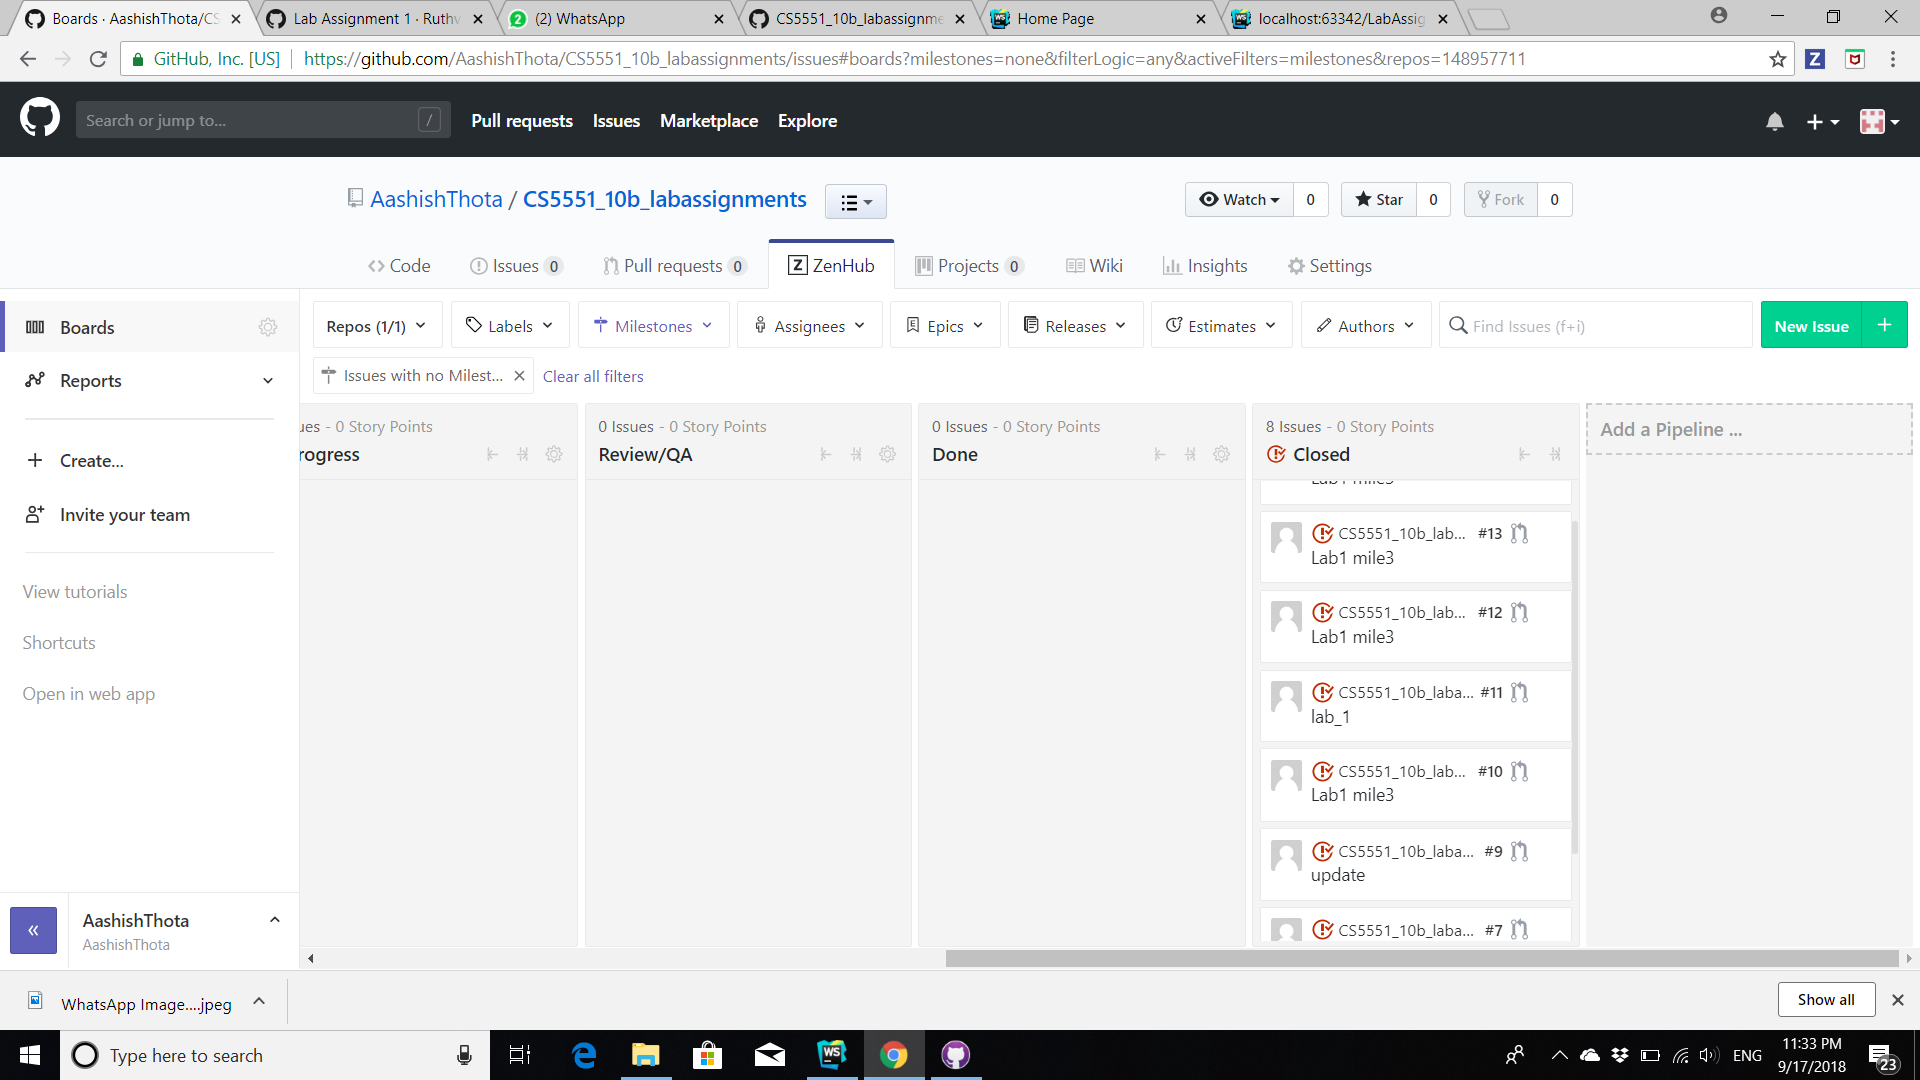 Boards · AashishThota/CS
Lab Assignment 1 · Ruthv
(2) WhatsApp
CS5551_10b_labassignme
Home Page
localhost:63342/LabAssig
GitHub, Inc. [US]
https://github.com/AashishThota/CS5551_10b_labassignments/issues#boards?milestones=none&filterLogic=any&activeFilters=milestones&repos=148957711
Search or jump to...
/
Pull requests
Issues
Marketplace
Explore
AashishThota / CS5551_10b_labassignments
Watch
0
Star
0
Fork
0
Code
Issues 0
Pull requests 0
ZenHub
Projects 0
Wiki
Insights
Settings
Boards
Reports
Create...
Invite your team
View tutorials
Shortcuts
Open in web app
AashishThota
AashishThota
Repos (1/1)
Labels
Milestones
Assignees
Epics
Releases
Estimates
Authors
Find Issues (f+i)
New Issue
Issues with no Milest...
Clear all filters
ues - 0 Story Points
rogress
0 Issues - 0 Story Points
Review/QA
0 Issues - 0 Story Points
Done
8 Issues - 0 Story Points
Closed
Lab1 mile3
CS5551_10b_lab... #13
Lab1 mile3
CS5551_10b_lab... #12
Lab1 mile3
CS5551_10b_laba... #11
lab_1
CS5551_10b_lab... #10
Lab1 mile3
CS5551_10b_laba... #9
update
CS5551_10b_laba... #7
Add a Pipeline ...
WhatsApp Image....jpeg
Show all
Type here to search
WS
ENG
11:33 PM
9/17/2018
23